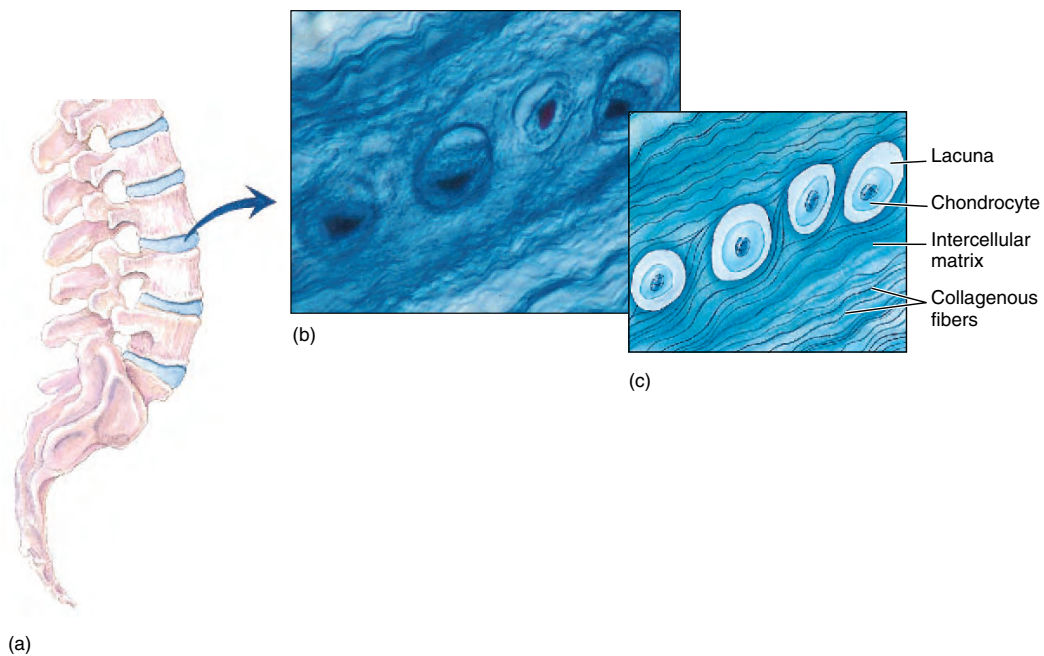 (a)
(b)
(c)
Lacuna
Chondrocyte
Intercellular
matrix
Collagenous
fibers